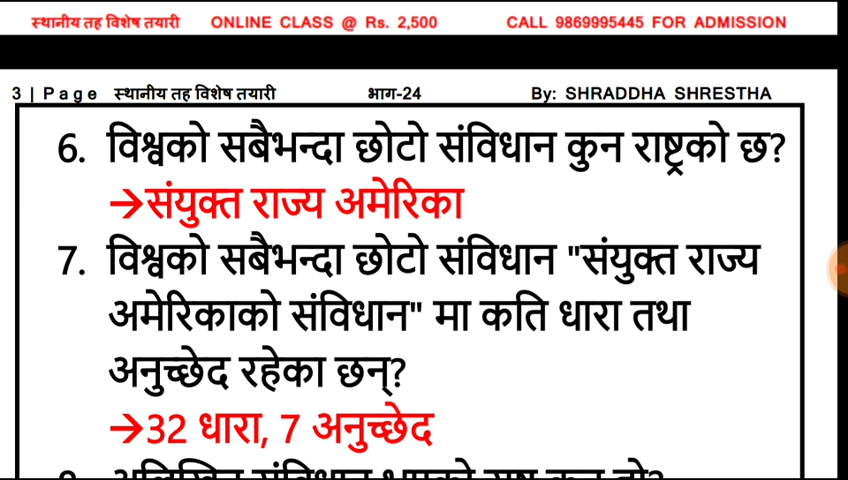 स्थानीय तह विशेष तयारी ONLINE CLASS @ Rs. 2,500 CALL 9869995445 FOR ADMISSION
3 | Page स्थानीय तह विशेष तयारी भाग-24 By: SHRADDHA SHRESTHA
6. विश्वको सबैभन्दा छोटो संविधान कुन राष्ट्रको छ?
→संयुक्त राज्य अमेरिका
7. विश्वको सबैभन्दा छोटो संविधान "संयुक्त राज्य
अमेरिकाको संविधान" मा कति धारा तथा
अनुच्छेद रहेका छन्?
→32 धारा, 7 अनुच्छेद